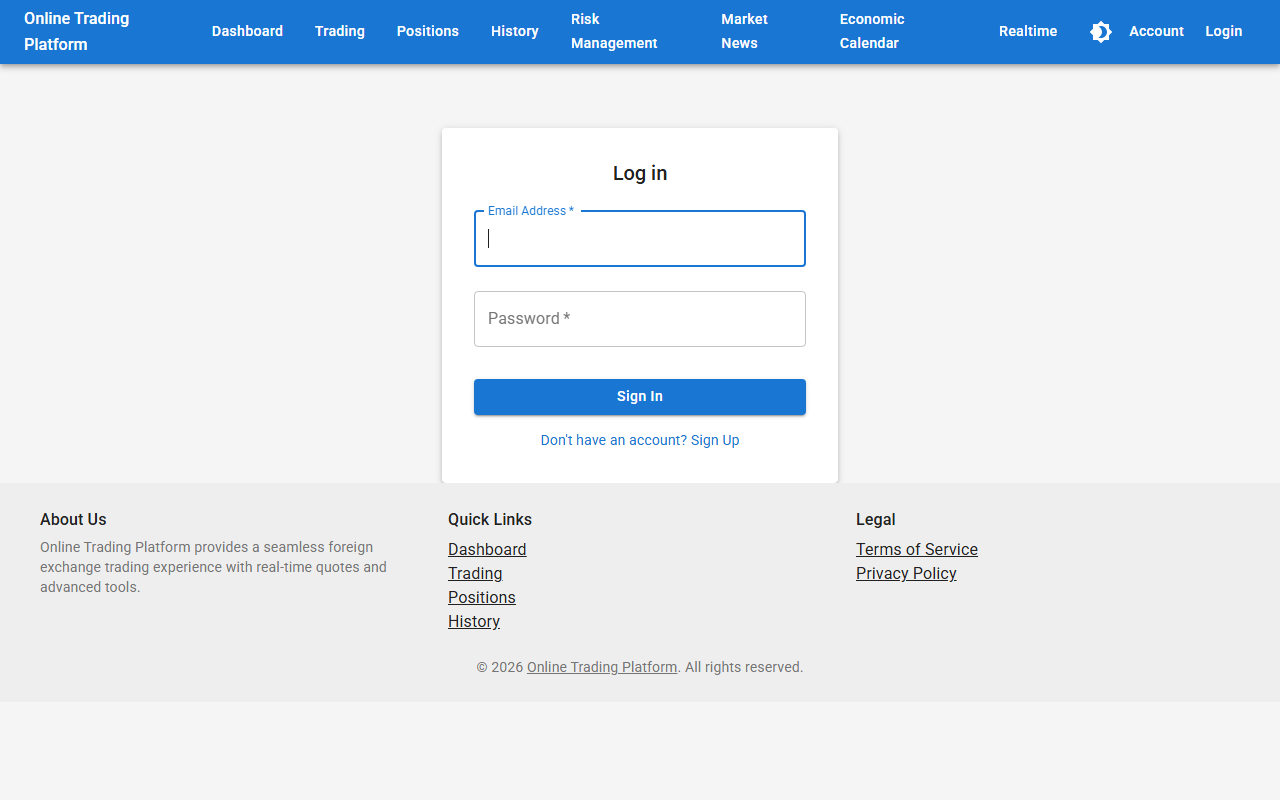 Online Trading
Platform
Dashboard
Trading
Positions
History
Risk
Management
Market
News
Economic
Calendar
Realtime
Account
Login
Log in
Email Address *
Password *
Sign In
Don't have an account? Sign Up
About Us
Online Trading Platform provides a seamless foreign
exchange trading experience with real-time quotes and
advanced tools.
Quick Links
Dashboard
Trading
Positions
History
Legal
Terms of Service
Privacy Policy
© 2026 Online Trading Platform. All rights reserved.